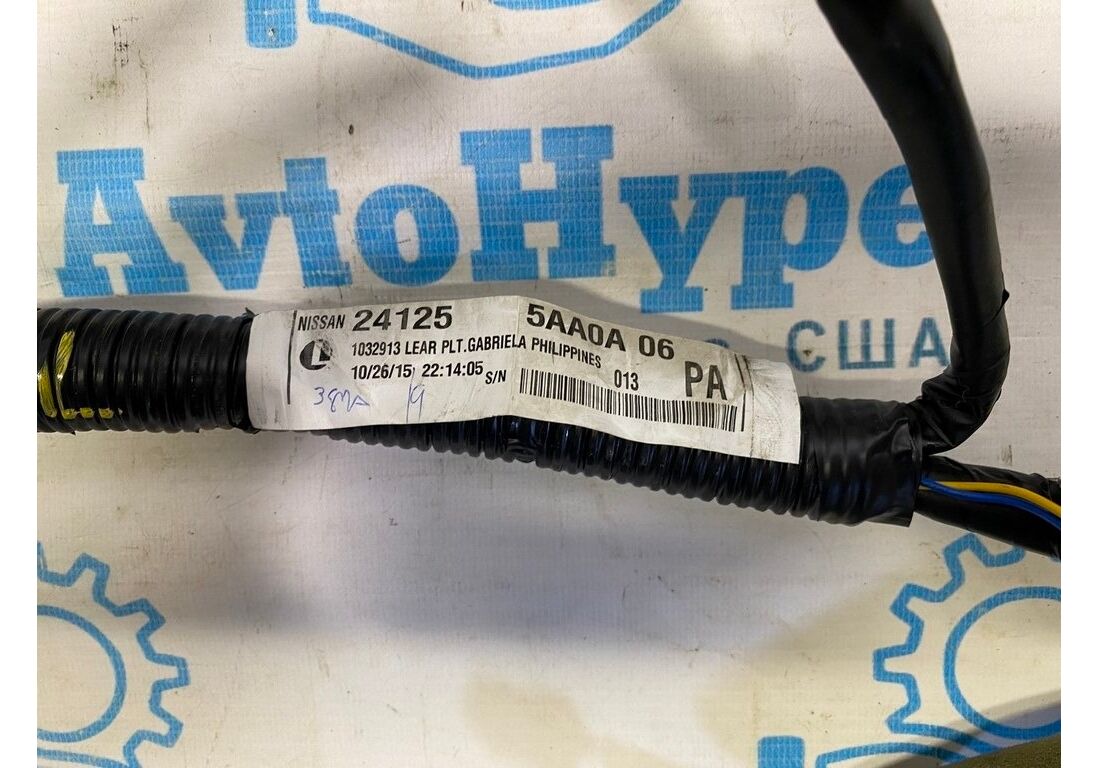 AvtoHype
США
NISSAN 24125 5AA0A 06
L 1032913 LEAR PLT.GABRIELA PHILIPPINES
10/26/15 22:14:05 S/N 013 PA
19